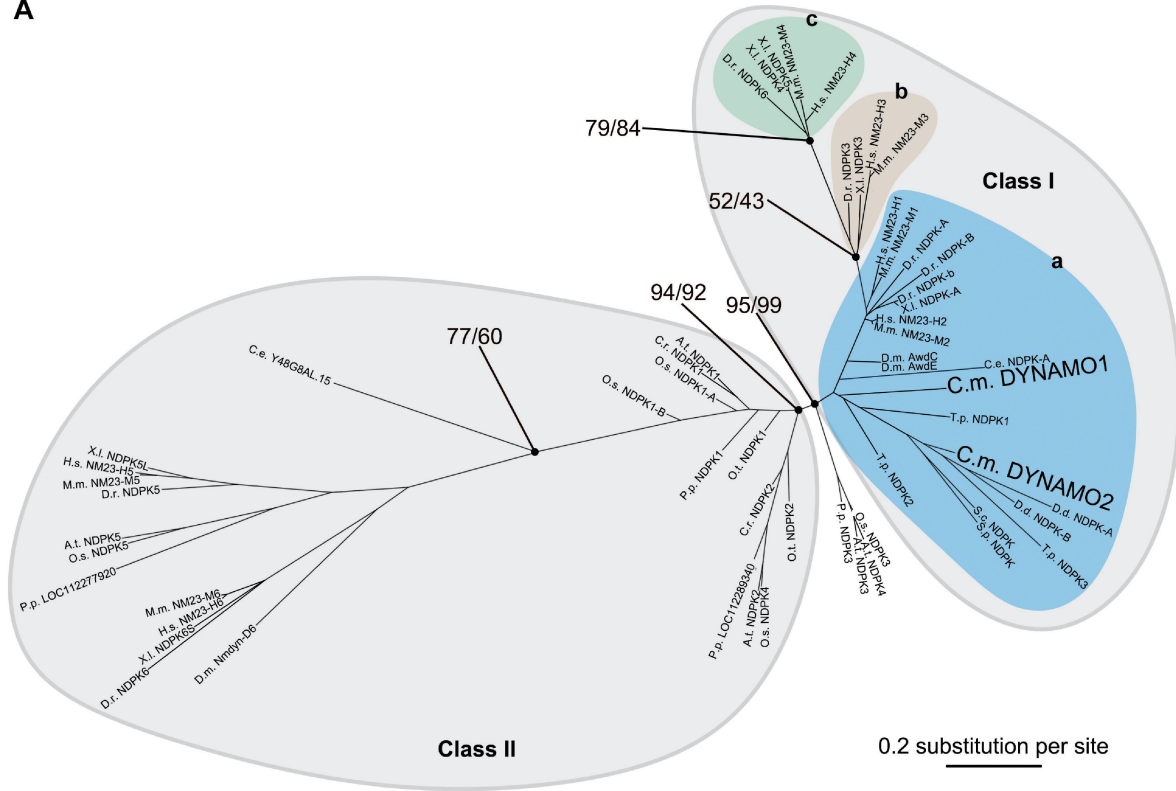 A
c
D.r. NDPK6
X.l. NDPK4
X.l. NDPK5
M.m. NM23-M4
H.s. NM23-H4
79/84
b
D.r. NDPK3
X.l. NDPK3
H.s. NM23-H3
M.m. NM23-M3
Class I
52/43
a
H.s. NM23-H1
M.m. NM23-M1
D.r. NDPK-A
D.r. NDPK-B
D.r. NDPK-b
X.l. NDPK-A
H.s. NM23-H2
M.m. NM23-M2
D.m. AwdC
D.m. AwdE
C.e. NDPK-A
C.m. DYNAMO1
T.p. NDPK1
C.m. DYNAMO2
D.d. NDPK-A
D.d. NDPK-B
T.p. NDPK3
S.c. NDPK
S.p. NDPK
T.p. NDPK2
94/92
95/99
77/60
C.e. Y48G8AL.15
A.t. NDPK1
C.r. NDPK1
O.s. NDPK1-A
O.s. NDPK1-B
P.p. NDPK1
O.t. NDPK1
C.r. NDPK2
O.t. NDPK2
P.p. LOC112289340
A.t. NDPK2
O.s. NDPK4
P.p. NDPK3
O.s. NDPK3
A.t. NDPK4
A.t. NDPK3
X.l. NDPK5L
H.s. NM23-H5
M.m. NM23-M5
D.r. NDPK5
A.t. NDPK5
O.s. NDPK5
P.p. LOC112277920
M.m. NM23-M6
H.s. NM23-H6
X.l. NDPK6S
D.r. NDPK6
D.m. Nmdyn-D6
Class II
0.2 substitution per site